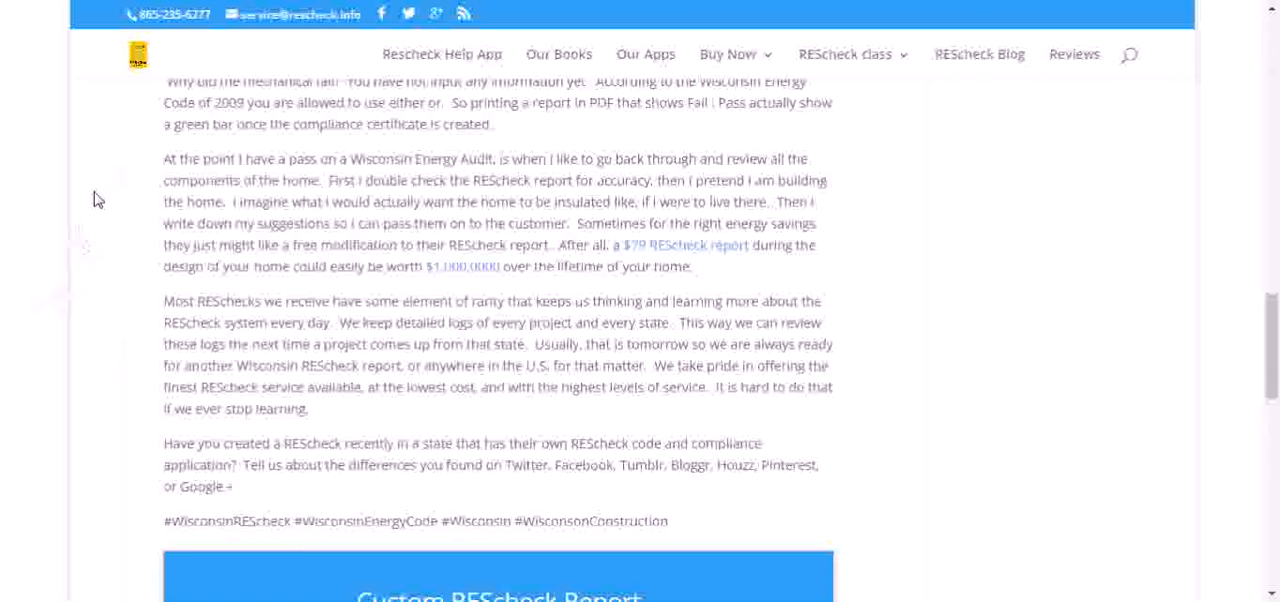 865-235-6277 service@rescheck.info
Rescheck Help App Our Books Our Apps Buy Now REScheck class REScheck Blog Reviews
Why did the mechanical fail? You have not input any information yet. According to the Wisconsin Energy
Code of 2009 you are allowed to use either or. So printing a report in PDF that shows Fail | Pass actually show
a green bar once the compliance certificate is created.
At the point I have a pass on a Wisconsin Energy Audit, is when I like to go back through and review all the
components of the home. First I double check the REScheck report for accuracy, then I pretend I am building
the home. I imagine what I would actually want the home to be insulated like, if I were to live there. Then I
write down my suggestions so I can pass them on to the customer. Sometimes for the right energy savings
they just might like a free modification to their REScheck report. After all, a $79 REScheck report during the
design of your home could easily be worth $1,000,0000 over the lifetime of your home.
Most RESchecks we receive have some element of rarity that keeps us thinking and learning more about the
REScheck system every day. We keep detailed logs of every project and every state. This way we can review
these logs the next time a project comes up from that state. Usually, that is tomorrow so we are always ready
for another Wisconsin REScheck report, or anywhere in the U.S. for that matter. We take pride in offering the
finest REScheck service available, at the lowest cost, and with the highest levels of service. It is hard to do that
if we ever stop learning.
Have you created a REScheck recently in a state that has their own REScheck code and compliance
application? Tell us about the differences you found on Twitter, Facebook, Tumblr, Bloggr, Houzz, Pinterest,
or Google+
#WisconsinREScheck #WisconsinEnergyCode #Wisconsin #WisconsonConstruction
Custom REScheck Report